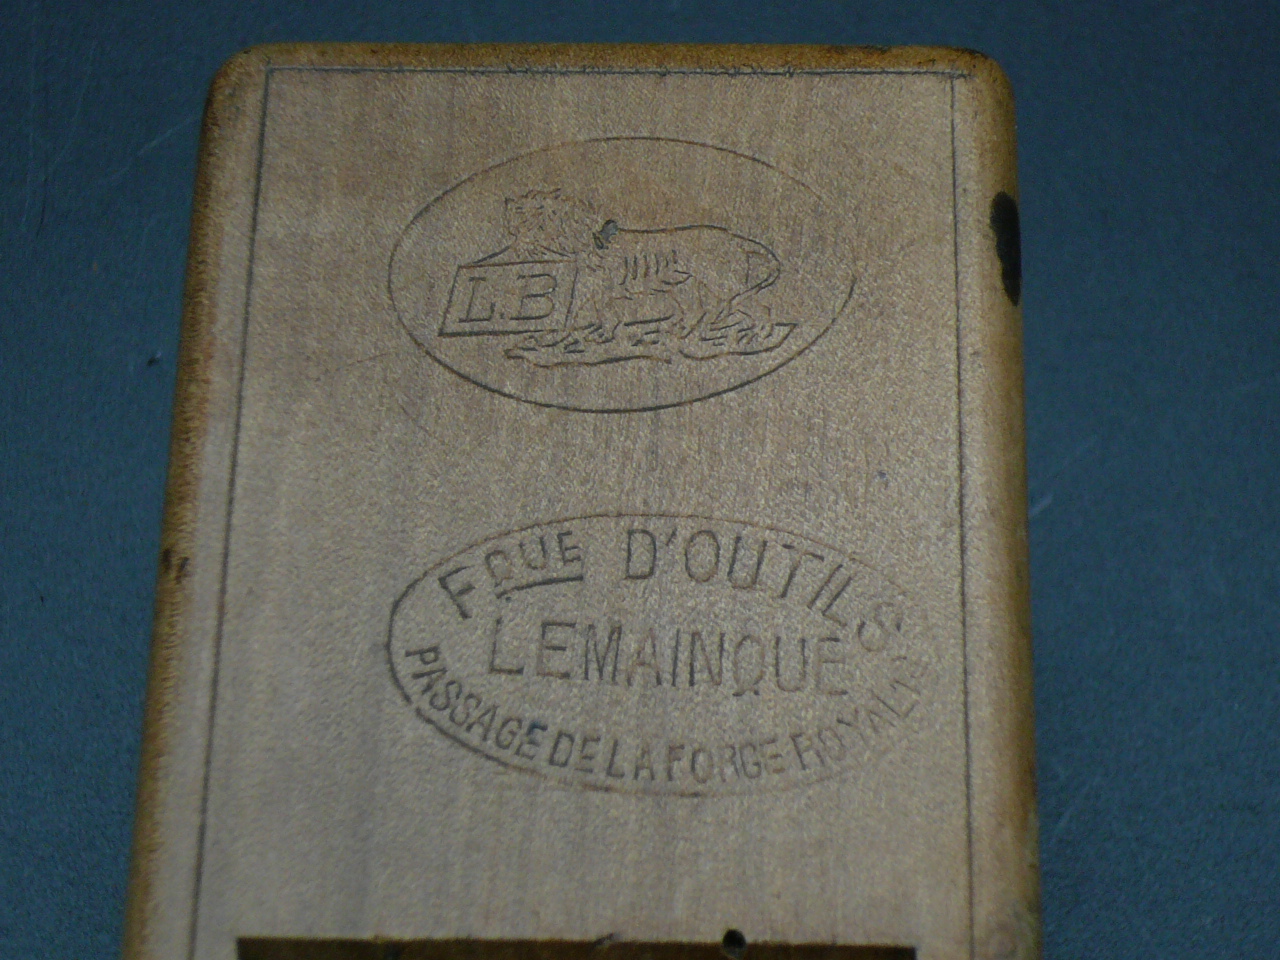 L.B
FQUE D'OUTILS
LEMAINQUE
PASSAGE DE LA FORGE ROYALE